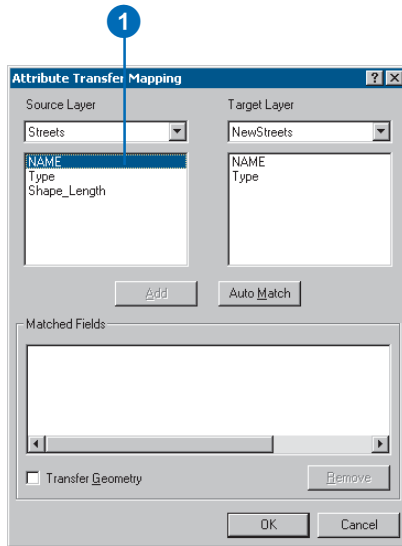 1
Attribute Transfer Mapping
Source Layer
Target Layer
Streets
NewStreets
NAME
Type
Shape_Length
NAME
Type
Add
Auto Match
Matched Fields
Transfer Geometry
Remove
OK
Cancel